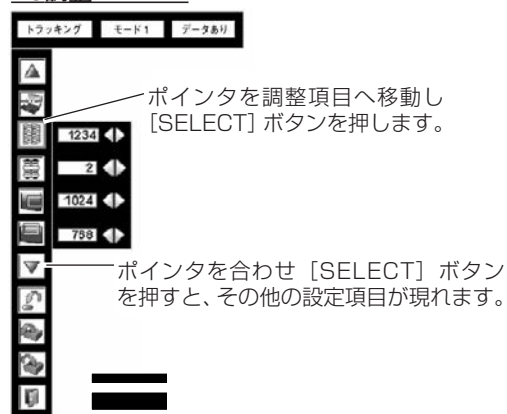 トラッキング モード1 データあり
ポインタを調整項目へ移動し
[SELECT] ボタンを押します。
1234
2
1024
768
ポインタを合わせ [SELECT] ボタン
を押すと、その他の設定項目が現れます。